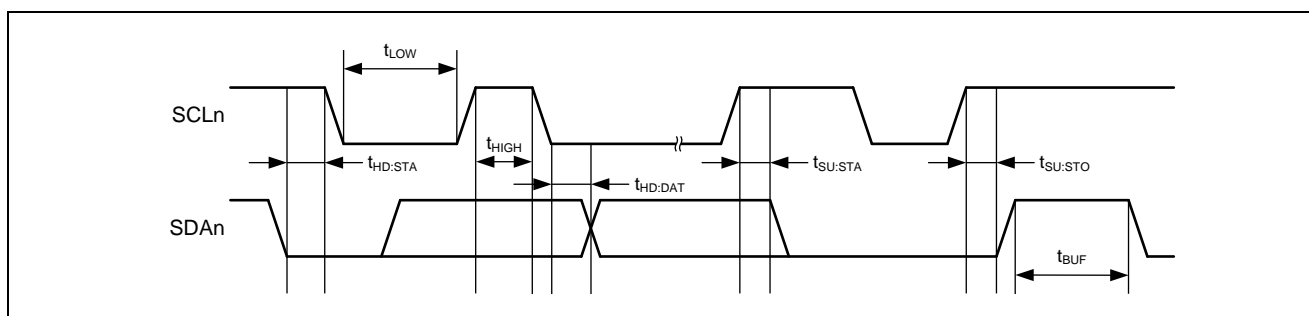 tLOW
SCLn
tHD:STA
tHIGH
tHD:DAT
tSU:STA
tSU:STO
SDAn
tBUF